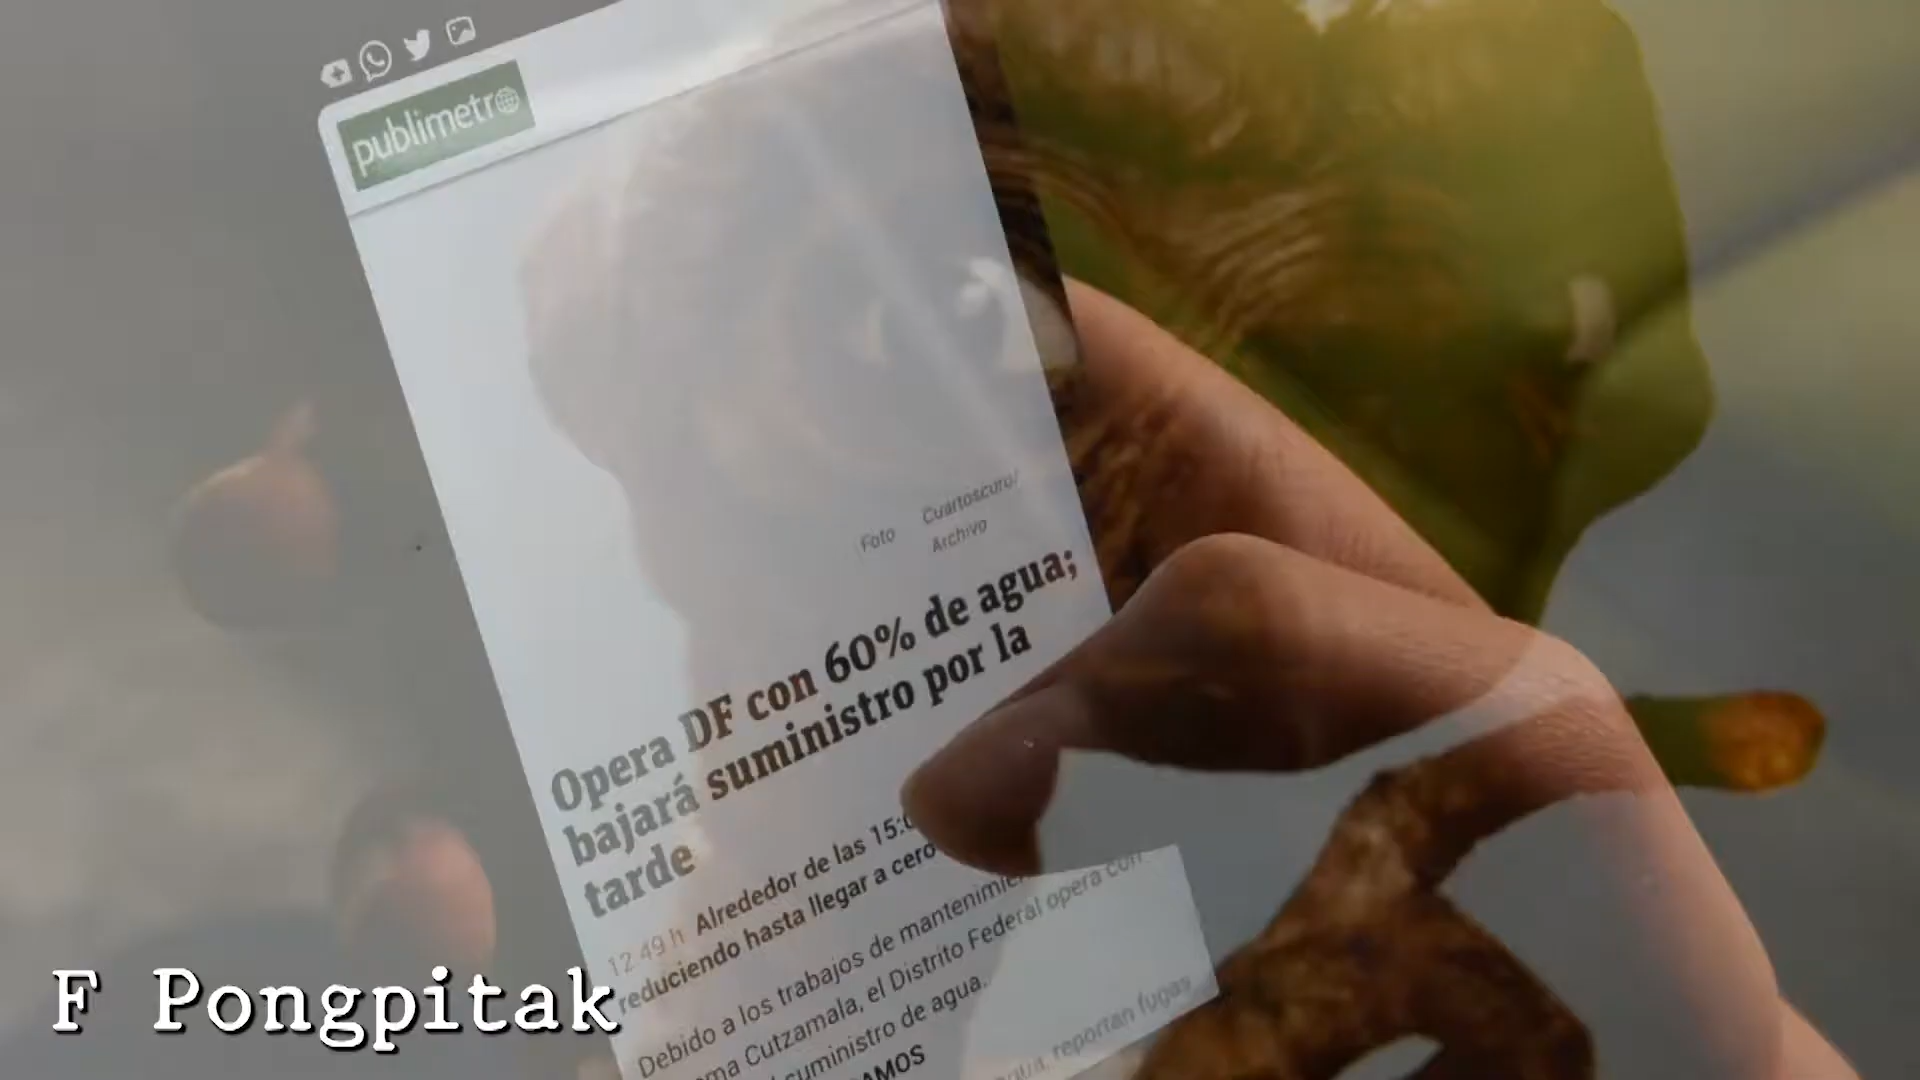 publimetro
Foto Cuartoscuro/
Archivo
Opera DF con 60% de agua;
bajará suministro por la
tarde
12:49 h Alrededor de las
reduciendo hasta llegar a cero
Debido a los trabajos de
Cutzamala, el Distrito Federal opera con
suministro de agua.
reportan fugas
F Pongpitak